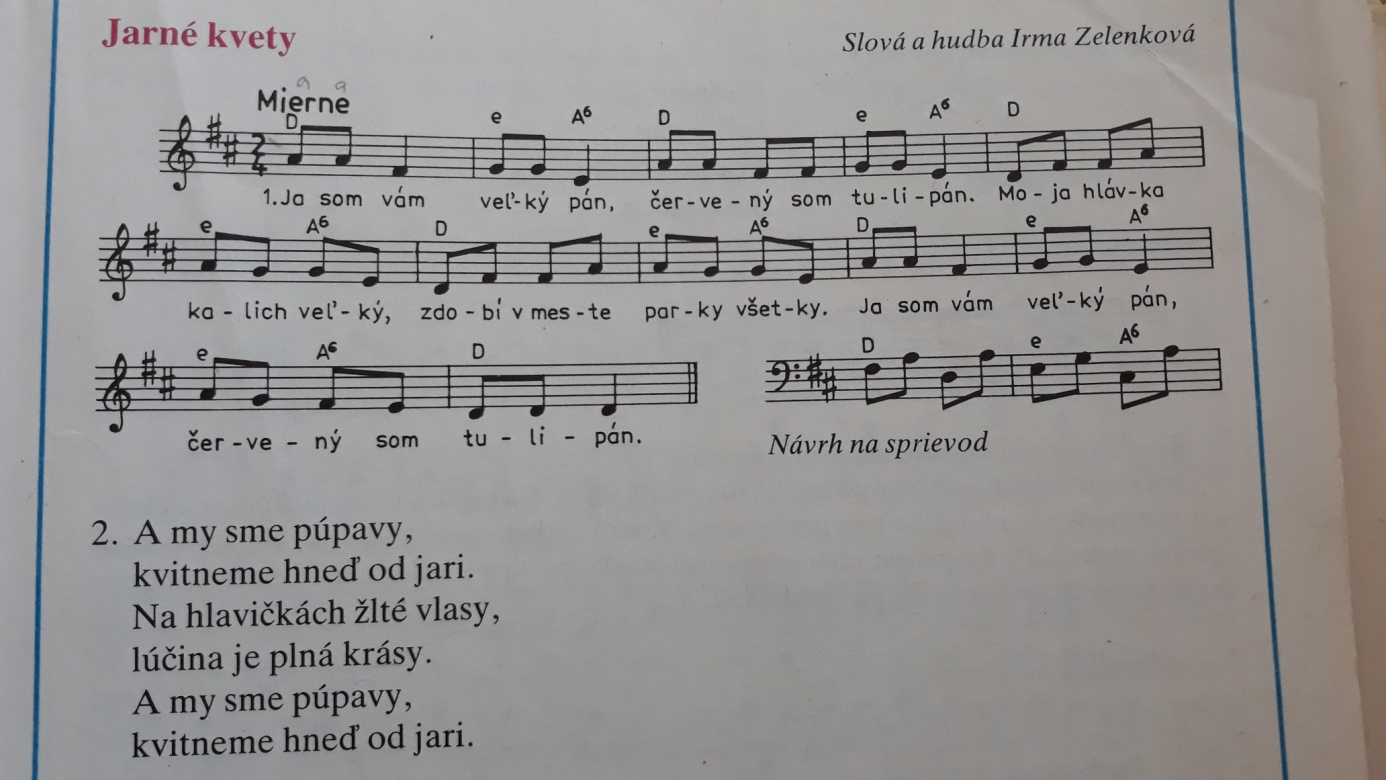 Jarné kvety
Slová a hudba Irma Zelenková
a a
Mierne
D e A⁶ D e A⁶ D
2/4
1. Ja som vám veľ-ký pán, čer-ve-ný som tu-li-pán. Mo-ja hláv-ka
e A⁶ D e A⁶ D e A⁶
ka-lich veľ-ký, zdo-bí v mes-te par-ky všet-ky. Ja som vám veľ-ký pán,
e A⁶ D
čer-ve-ný som tu-li-pán.
D e A⁶
Návrh na sprievod
2. A my sme púpavy,
kvitneme hneď od jari.
Na hlavičkách žlté vlasy,
lúčina je plná krásy.
A my sme púpavy,
kvitneme hneď od jari.